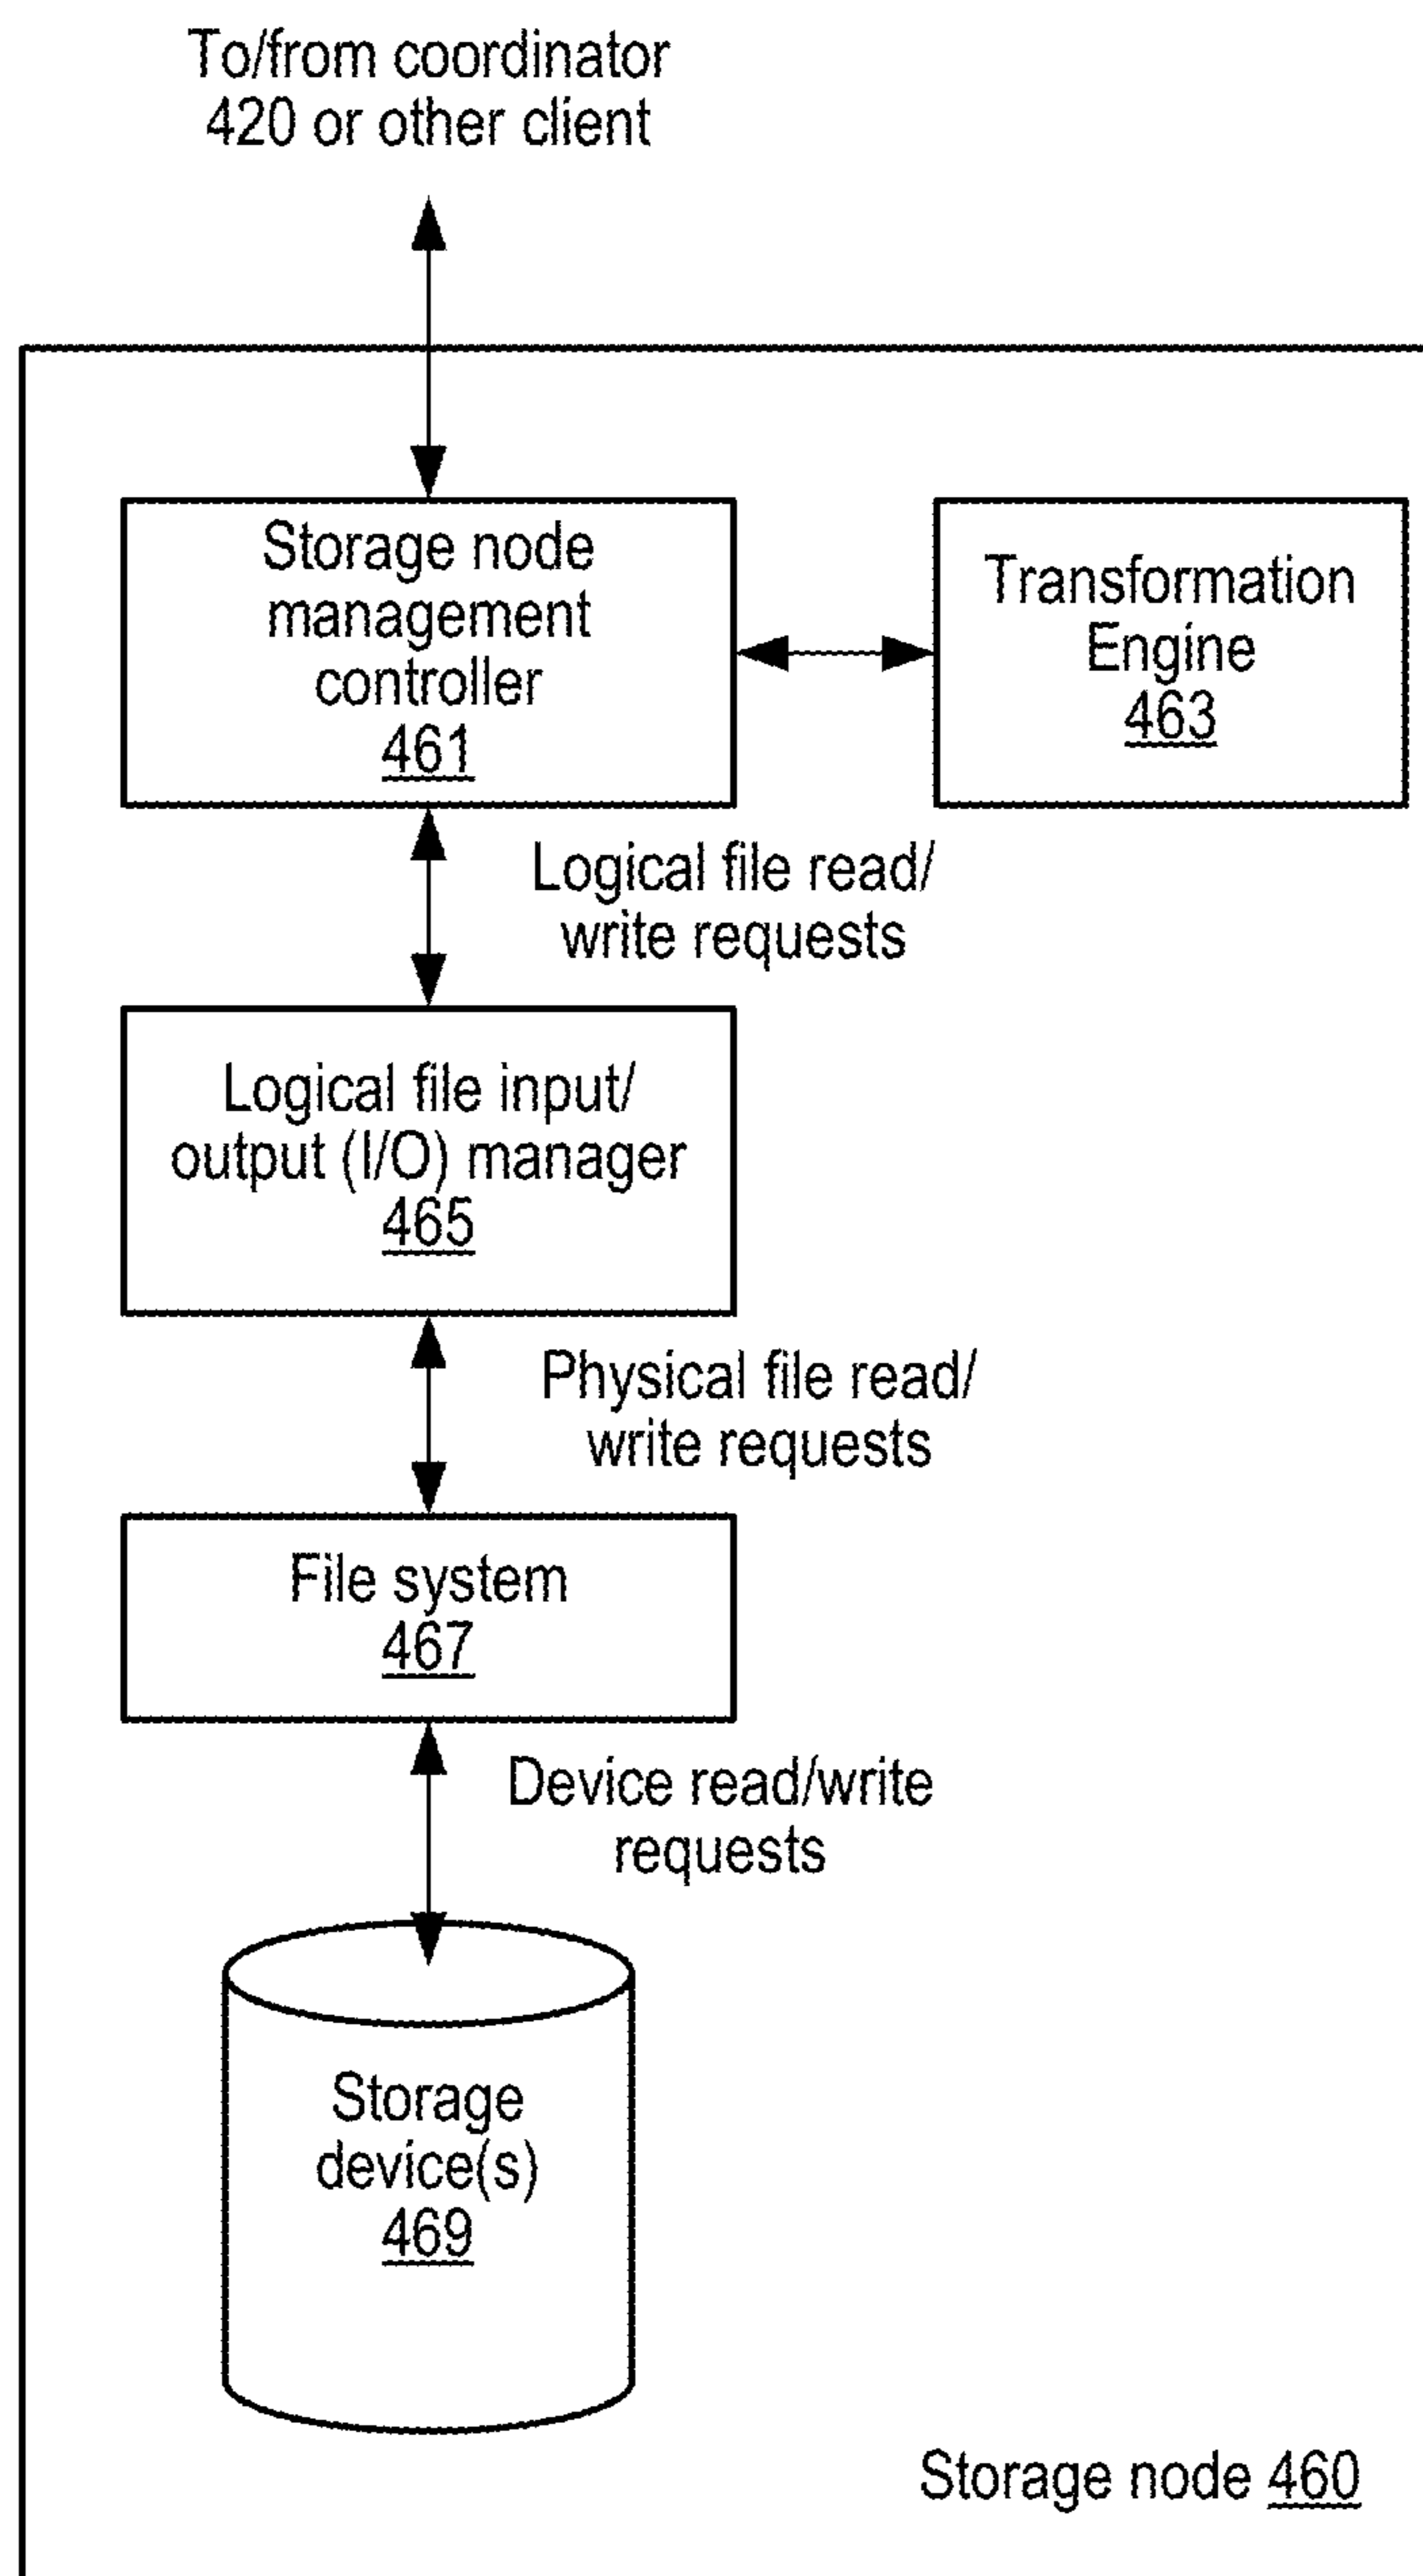 To/from coordinator
420 or other client
Storage node
management
controller
461
Transformation
Engine
463
Logical file read/
write requests
Logical file input/
output (I/O) manager
465
Physical file read/
write requests
File system
467
Device read/write
requests
Storage
device(s)
469
Storage node 460